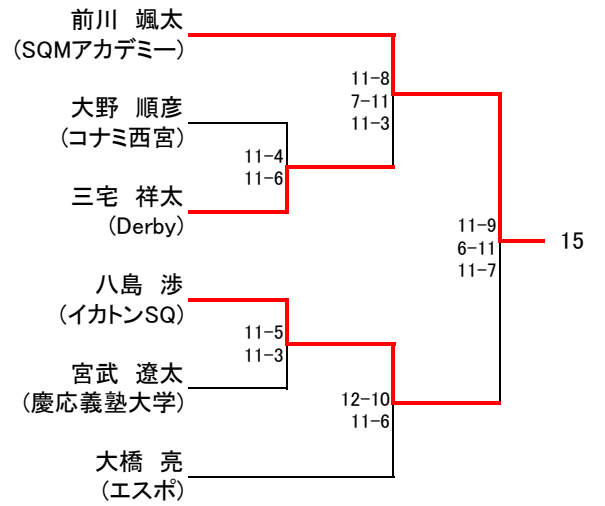 前川　颯太
(SQMアカデミー)
11-8
7-11
11-3
大野　順彦
(コナミ西宮)
11-4
11-6
三宅　祥太
(Derby)
11-9
6-11
11-7
15
八島　渉
(イカトンSQ)
11-5
11-3
宮武　遼太
(慶応義塾大学)
12-10
11-6
大橋　亮
(エスポ)